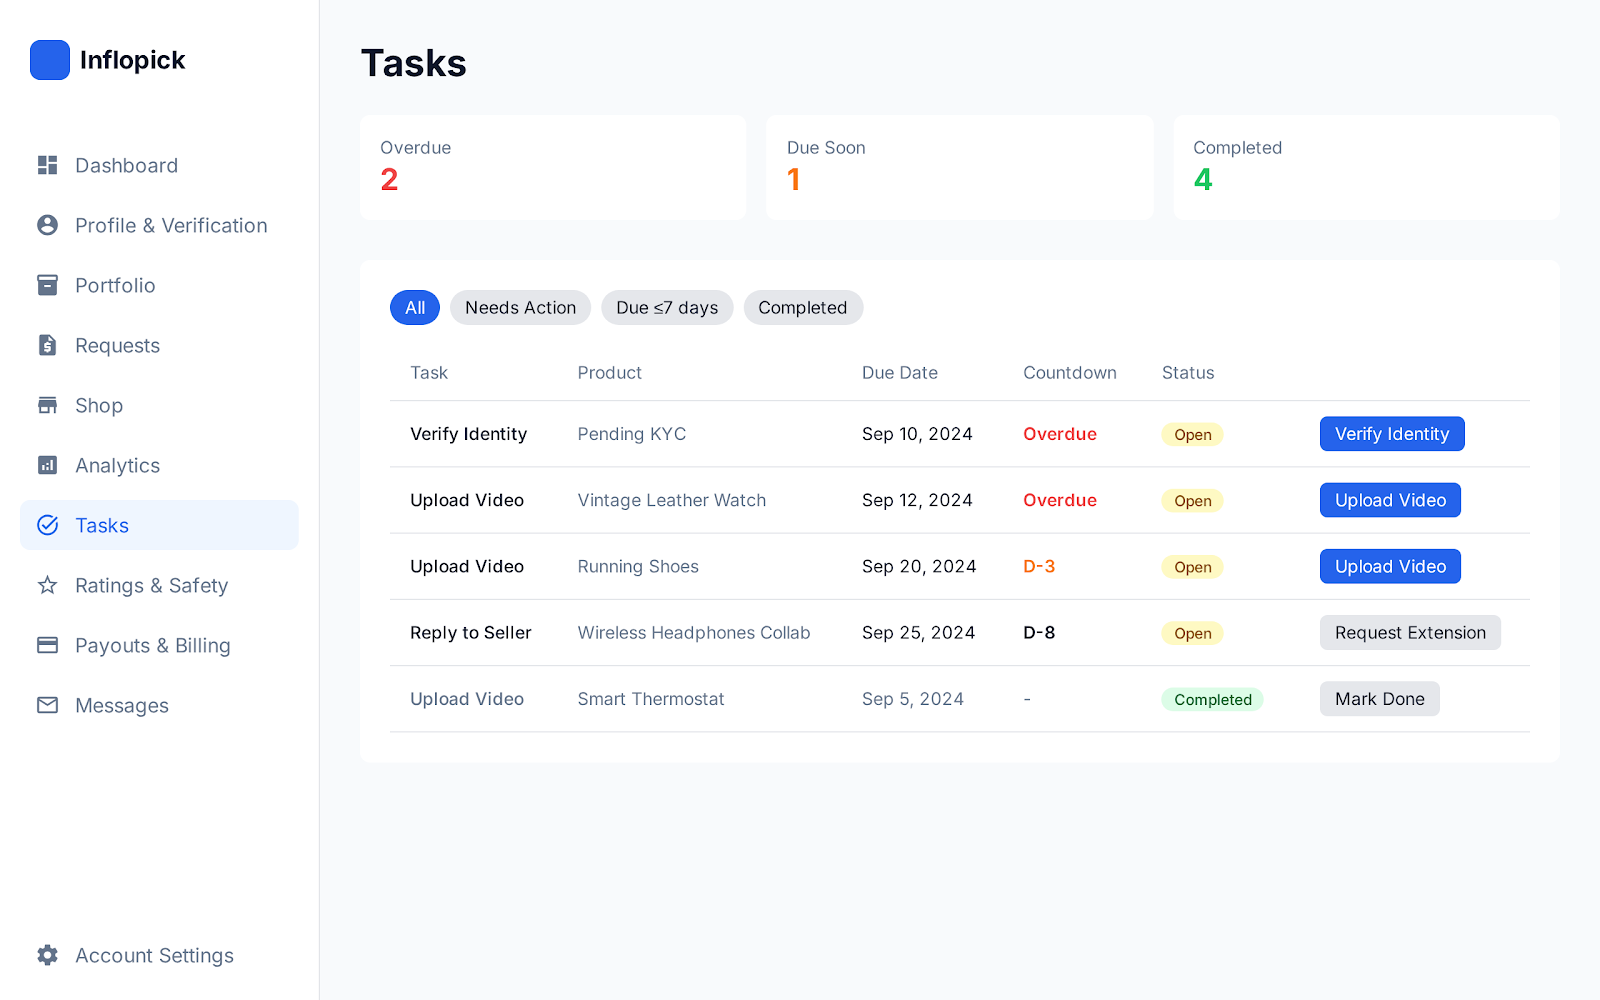 Inflopick
Dashboard
Profile & Verification
Portfolio
Requests
Shop
Analytics
Tasks
Ratings & Safety
Payouts & Billing
Messages
Account Settings
Tasks
Overdue
2
Due Soon
1
Completed
4
All Needs Action Due ≤7 days Completed
Task Product Due Date Countdown Status
Verify Identity Pending KYC Sep 10, 2024 Overdue Open Verify Identity
Upload Video Vintage Leather Watch Sep 12, 2024 Overdue Open Upload Video
Upload Video Running Shoes Sep 20, 2024 D-3 Open Upload Video
Reply to Seller Wireless Headphones Collab Sep 25, 2024 D-8 Open Request Extension
Upload Video Smart Thermostat Sep 5, 2024 - Completed Mark Done